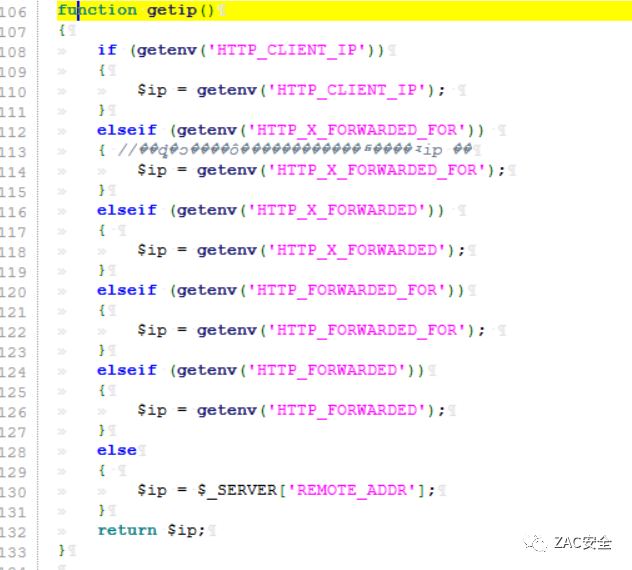 106 function getip()
107 {
108 if (getenv('HTTP_CLIENT_IP'))
109 {
110 $ip = getenv('HTTP_CLIENT_IP');
111 }
112 elseif (getenv('HTTP_X_FORWARDED_FOR'))
113 { // ip
114 $ip = getenv('HTTP_X_FORWARDED_FOR');
115 }
116 elseif (getenv('HTTP_X_FORWARDED'))
117 {
118 $ip = getenv('HTTP_X_FORWARDED');
119 }
120 elseif (getenv('HTTP_FORWARDED_FOR'))
121 {
122 $ip = getenv('HTTP_FORWARDED_FOR');
123 }
124 elseif (getenv('HTTP_FORWARDED'))
125 {
126 $ip = getenv('HTTP_FORWARDED');
127 }
128 else
129 {
130 $ip = $_SERVER['REMOTE_ADDR'];
131 }
132 return $ip;
133 }
ZAC安全